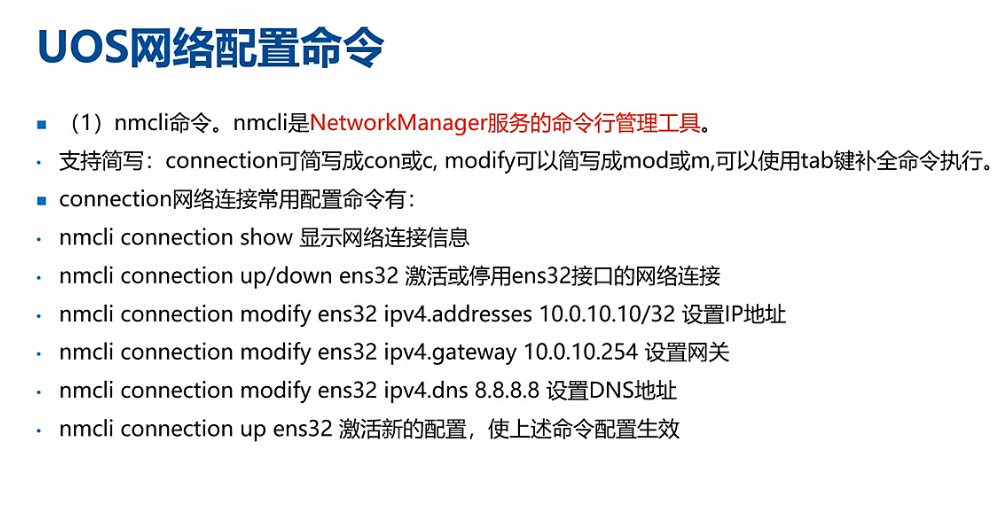 UOS网络配置命令
（1）nmcli命令。nmcli是NetworkManager服务的命令行管理工具。
支持简写：connection可简写成con或c, modify可以简写成mod或m,可以使用tab键补全命令执行。
connection网络连接常用配置命令有：
nmcli connection show 显示网络连接信息
nmcli connection up/down ens32 激活或停用ens32接口的网络连接
nmcli connection modify ens32 ipv4.addresses 10.0.10.10/32 设置IP地址
nmcli connection modify ens32 ipv4.gateway 10.0.10.254 设置网关
nmcli connection modify ens32 ipv4.dns 8.8.8.8 设置DNS地址
nmcli connection up ens32 激活新的配置，使上述命令配置生效